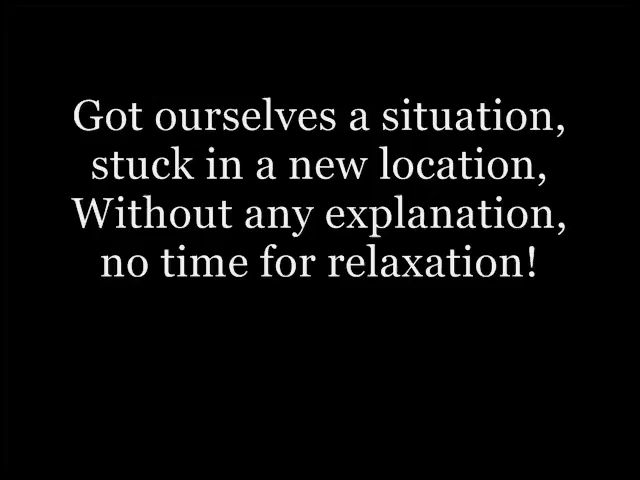 Got ourselves a situation,
stuck in a new location,
Without any explanation,
no time for relaxation!